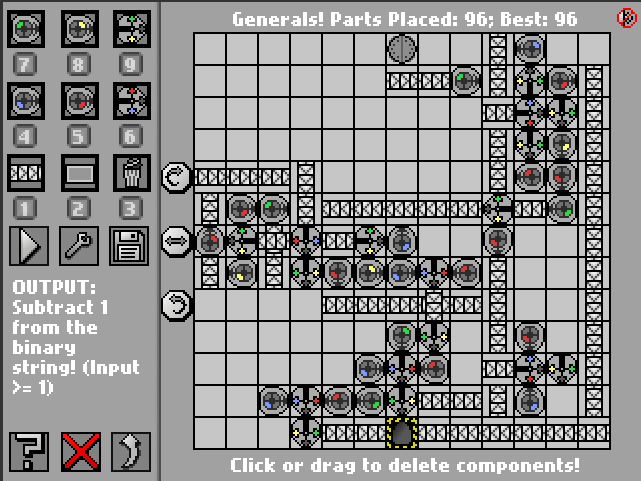 Generals! Parts Placed: 96; Best: 96
7 8 9
4 5 6
1 2 3
OUTPUT:
Subtract 1
from the
binary
string! (Input
>= 1)
?
Click or drag to delete components!